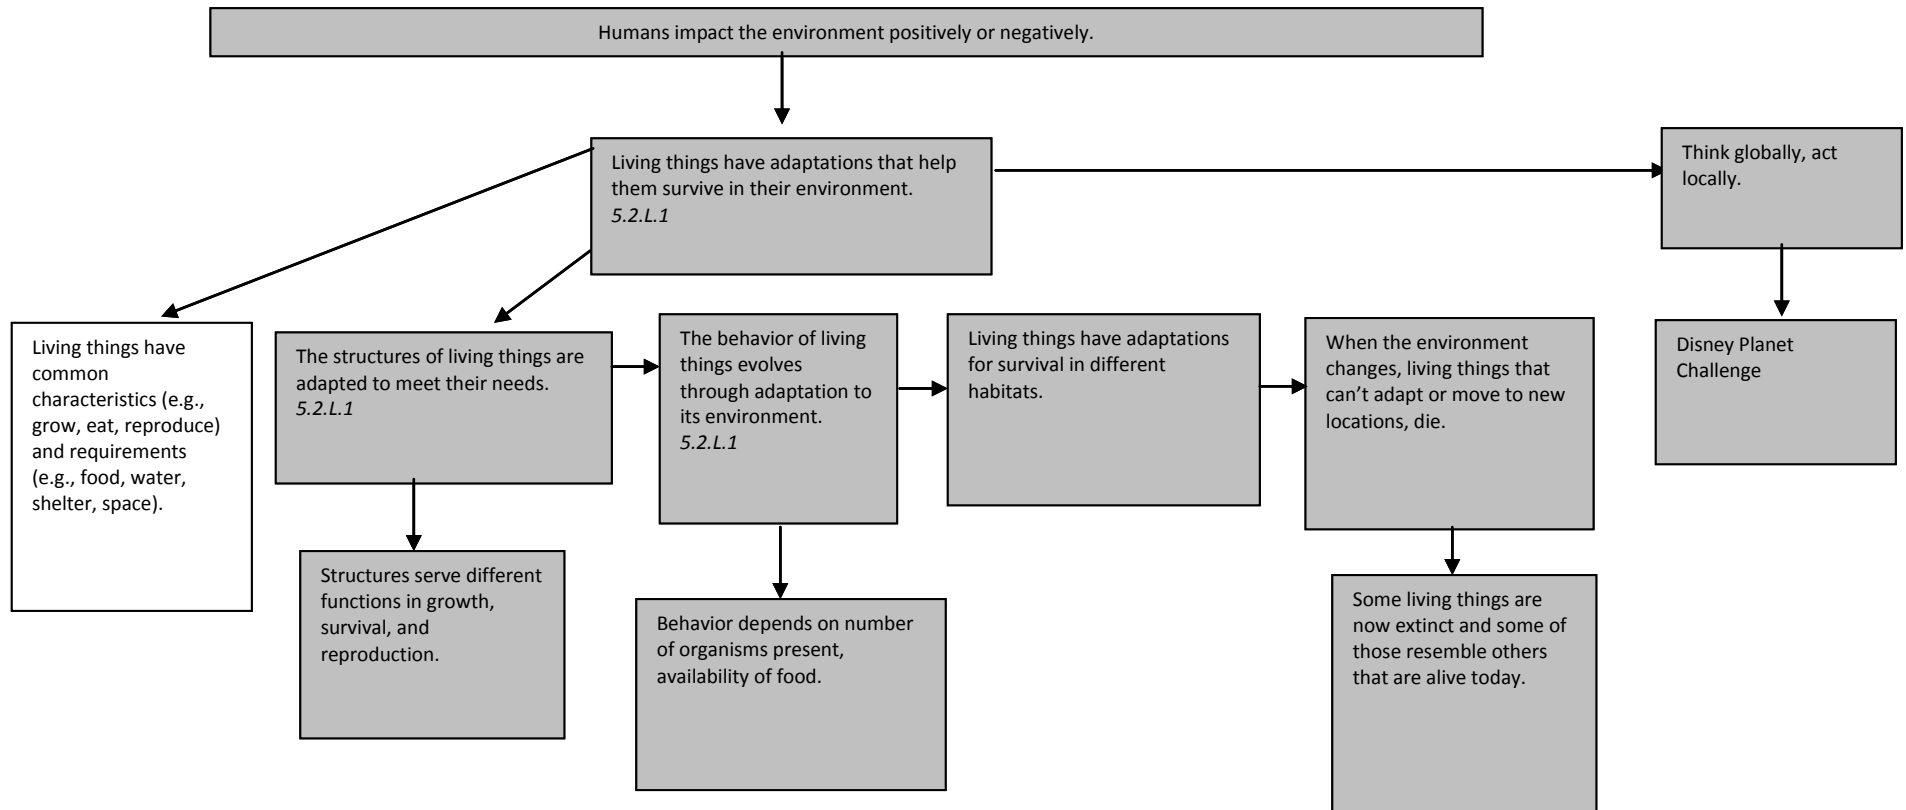 Humans impact the environment positively or negatively.
Living things have adaptations that help
them survive in their environment.
5.2.L.1
Think globally, act
locally.
Living things have
common
characteristics (e.g.,
grow, eat, reproduce)
and requirements
(e.g., food, water,
shelter, space).
The structures of living things are
adapted to meet their needs.
5.2.L.1
The behavior of living
things evolves
through adaptation to
its environment.
5.2.L.1
Living things have adaptations
for survival in different
habitats.
When the environment
changes, living things that
can’t adapt or move to new
locations, die.
Disney Planet
Challenge
Structures serve different
functions in growth,
survival, and
reproduction.
Behavior depends on number
of organisms present,
availability of food.
Some living things are
now extinct and some of
those resemble others
that are alive today.